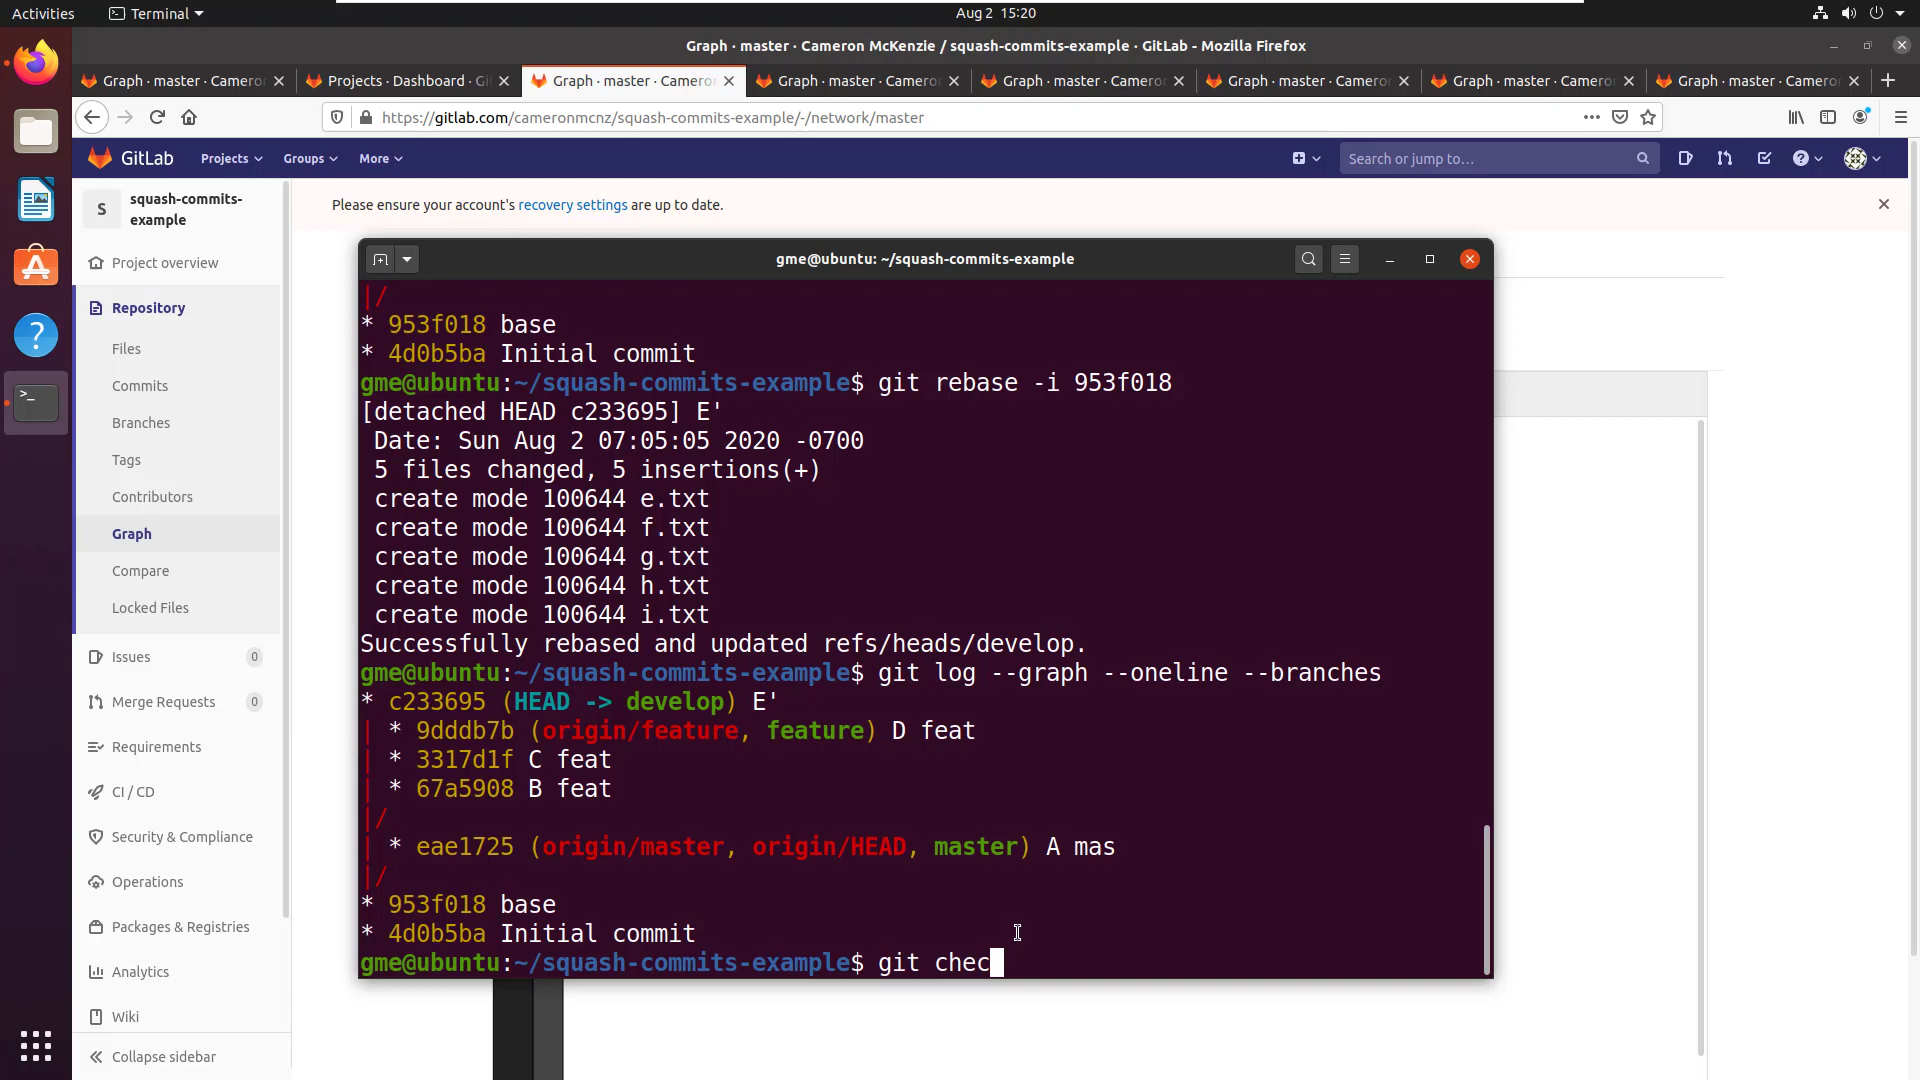 Activities
Terminal
Aug 2 15:20
Graph · master · Cameron McKenzie / squash-commits-example · GitLab - Mozilla Firefox
Graph · master · Camero
Projects · Dashboard · Gi
Graph · master · Camero
Graph · master · Camero
Graph · master · Camero
Graph · master · Camero
Graph · master · Camero
Graph · master · Camero
https://gitlab.com/cameronmcnz/squash-commits-example/-/network/master
GitLab
Projects
Groups
More
Search or jump to…
S
squash-commits-
example
Please ensure your account's recovery settings are up to date.
Project overview
Repository
Files
Commits
Branches
Tags
Contributors
Graph
Compare
Locked Files
Issues 0
Merge Requests 0
Requirements
CI / CD
Security & Compliance
Operations
Packages & Registries
Analytics
Wiki
Collapse sidebar
gme@ubuntu: ~/squash-commits-example
|/
* 953f018 base
* 4d0b5ba Initial commit
gme@ubuntu:~/squash-commits-example$ git rebase -i 953f018
[detached HEAD c233695] E'
Date: Sun Aug 2 07:05:05 2020 -0700
5 files changed, 5 insertions(+)
create mode 100644 e.txt
create mode 100644 f.txt
create mode 100644 g.txt
create mode 100644 h.txt
create mode 100644 i.txt
Successfully rebased and updated refs/heads/develop.
gme@ubuntu:~/squash-commits-example$ git log --graph --oneline --branches
* c233695 (HEAD -> develop) E'
| * 9dddb7b (origin/feature, feature) D feat
| * 3317d1f C feat
| * 67a5908 B feat
|/
| * eae1725 (origin/master, origin/HEAD, master) A mas
|/
* 953f018 base
* 4d0b5ba Initial commit
gme@ubuntu:~/squash-commits-example$ git chec